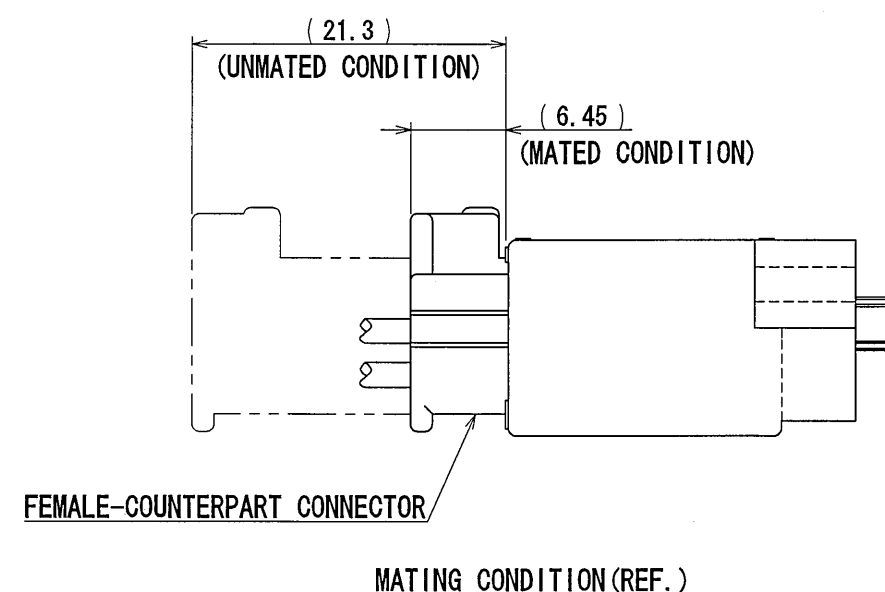 (21.3)
(UNMATED CONDITION)
(6.45)
(MATED CONDITION)
FEMALE-COUNTERPART CONNECTOR
MATING CONDITION(REF.)